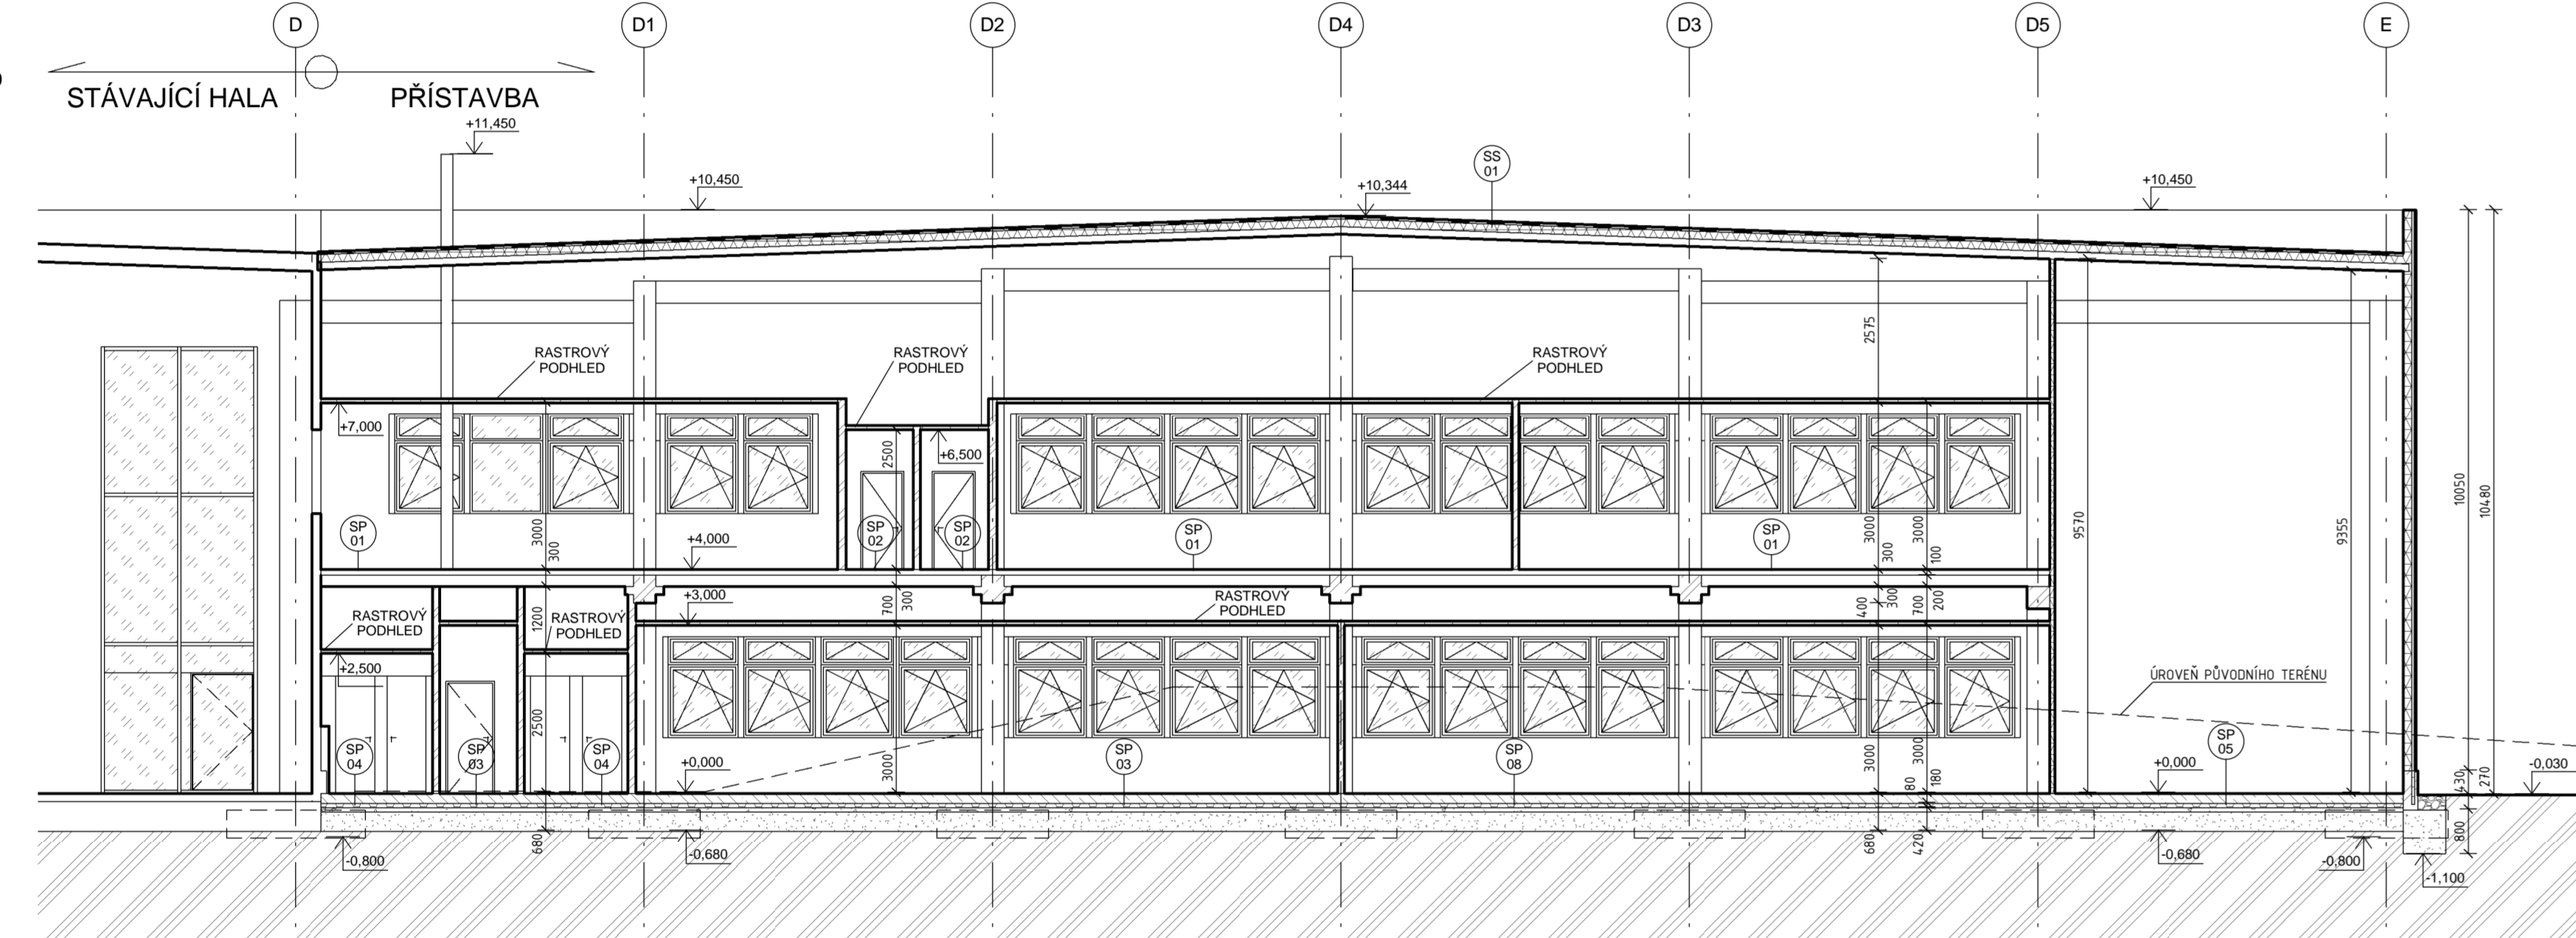 D
D1
D2
D4
D3
D5
E
STÁVAJÍCÍ HALA
PŘÍSTAVBA
+11,450
+10,450
+10,344
SS
01
+10,450
RASTROVÝ
PODHLED
RASTROVÝ
PODHLED
RASTROVÝ
PODHLED
2575
+7,000
2500
+6,500
10050
10480
9570
9355
SP
01
3000
300
+4,000
SP
02
SP
02
SP
01
SP
01
3000
300
3000
100
RASTROVÝ
PODHLED
1200
RASTROVÝ
PODHLED
+3,000
700
300
RASTROVÝ
PODHLED
400
300
700
200
+2,500
ÚROVEŇ PŮVODNÍHO TERÉNU
2500
SP
04
SP
03
SP
04
+0,000
3000
SP
03
SP
08
3000
3000
80
180
+0,000
SP
05
430
270
-0,030
680
-0,800
-0,680
680
420
-0,680
-0,800
800
-1,100